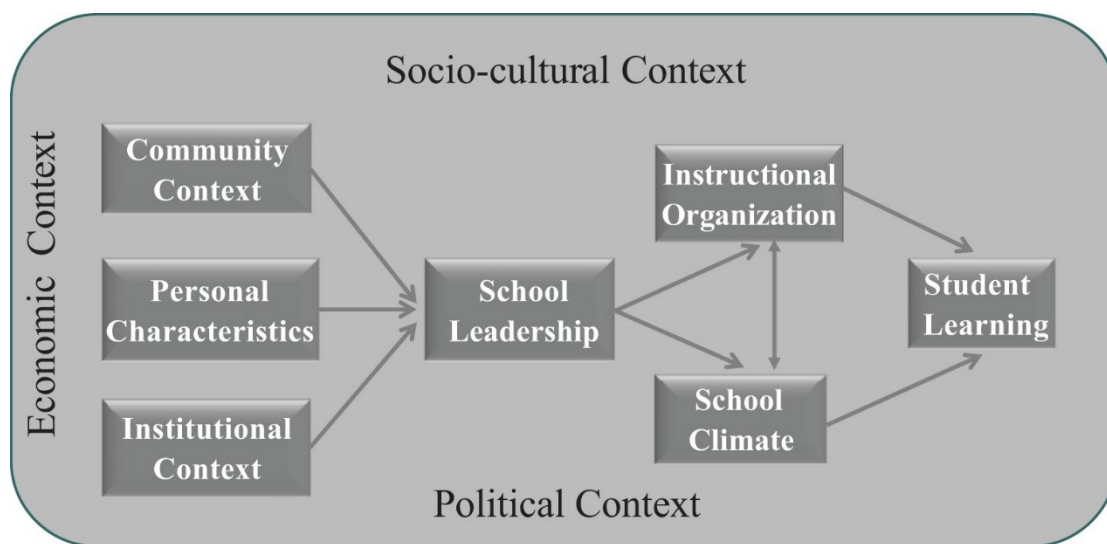 Socio-cultural Context
Economic Context
Community
Context
Personal
Characteristics
Institutional
Context
School
Leadership
Instructional
Organization
School
Climate
Student
Learning
Political Context